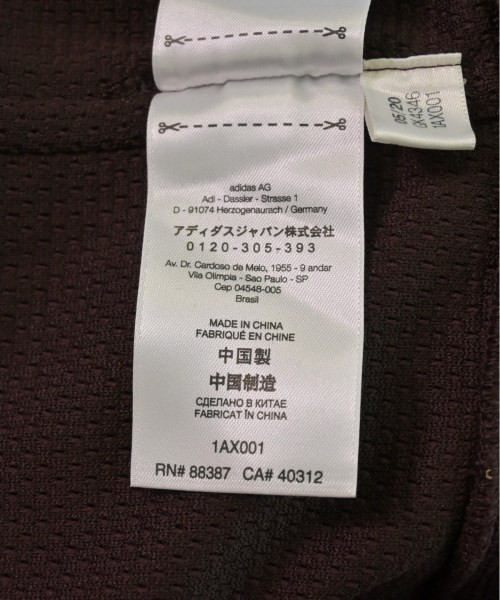 adidas AG
Adi - Dassler - Strasse 1
D - 91074 Herzogenaurach / Germany
アディダスジャパン株式会社
0120-305-393
Av. Dr. Cardoso de Melo, 1955 - 9 andar
Vila Olimpia - Sao Paulo - SP
Cep 04548-005
Brasil
MADE IN CHINA
FABRIQUÉ EN CHINE
中国製
中国制造
СДЕЛАНО В КИТАЕ
FABRICAT ÎN CHINA
1AX001
RN# 88387 CA# 40312
05/20
1AX001